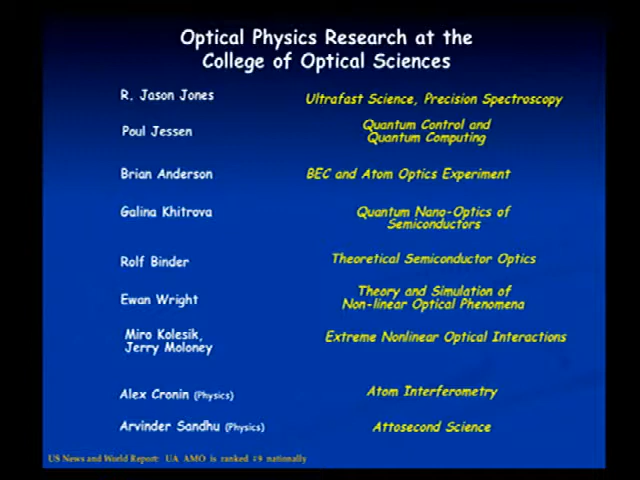 Optical Physics Research at the
College of Optical Sciences
R. Jason Jones
Ultrafast Science, Precision Spectroscopy
Poul Jessen
Quantum Control and
Quantum Computing
Brian Anderson
BEC and Atom Optics Experiment
Galina Khitrova
Quantum Nano-Optics of
Semiconductors
Rolf Binder
Theoretical Semiconductor Optics
Ewan Wright
Theory and Simulation of
Non-linear Optical Phenomena
Miro Kolesik,
Jerry Moloney
Extreme Nonlinear Optical Interactions
Alex Cronin (Physics)
Atom Interferometry
Arvinder Sandhu (Physics)
Attosecond Science
US News and World Report: UA AMO is ranked #9 nationally